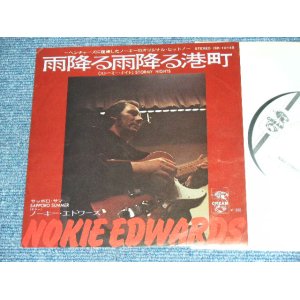 ~ベンチャーズに復帰したノーキーのオリジナル・ヒット!~
STEREO
雨降る雨降る港町
(ストーミー・ナイト) STORMY NIGHTS
サッポロ・サマー
SAPPORO SUMMER
ノーキー・エドワーズ
NOKIE EDWARDS
CREAM